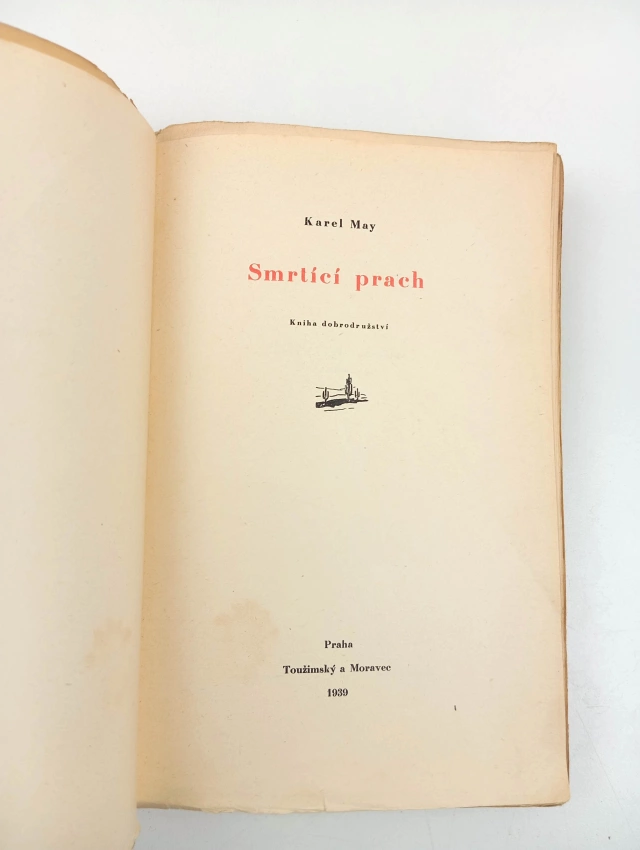 Karel May
Smrtící prach
Kniha dobrodružství
Praha
Toužimský a Moravec
1939